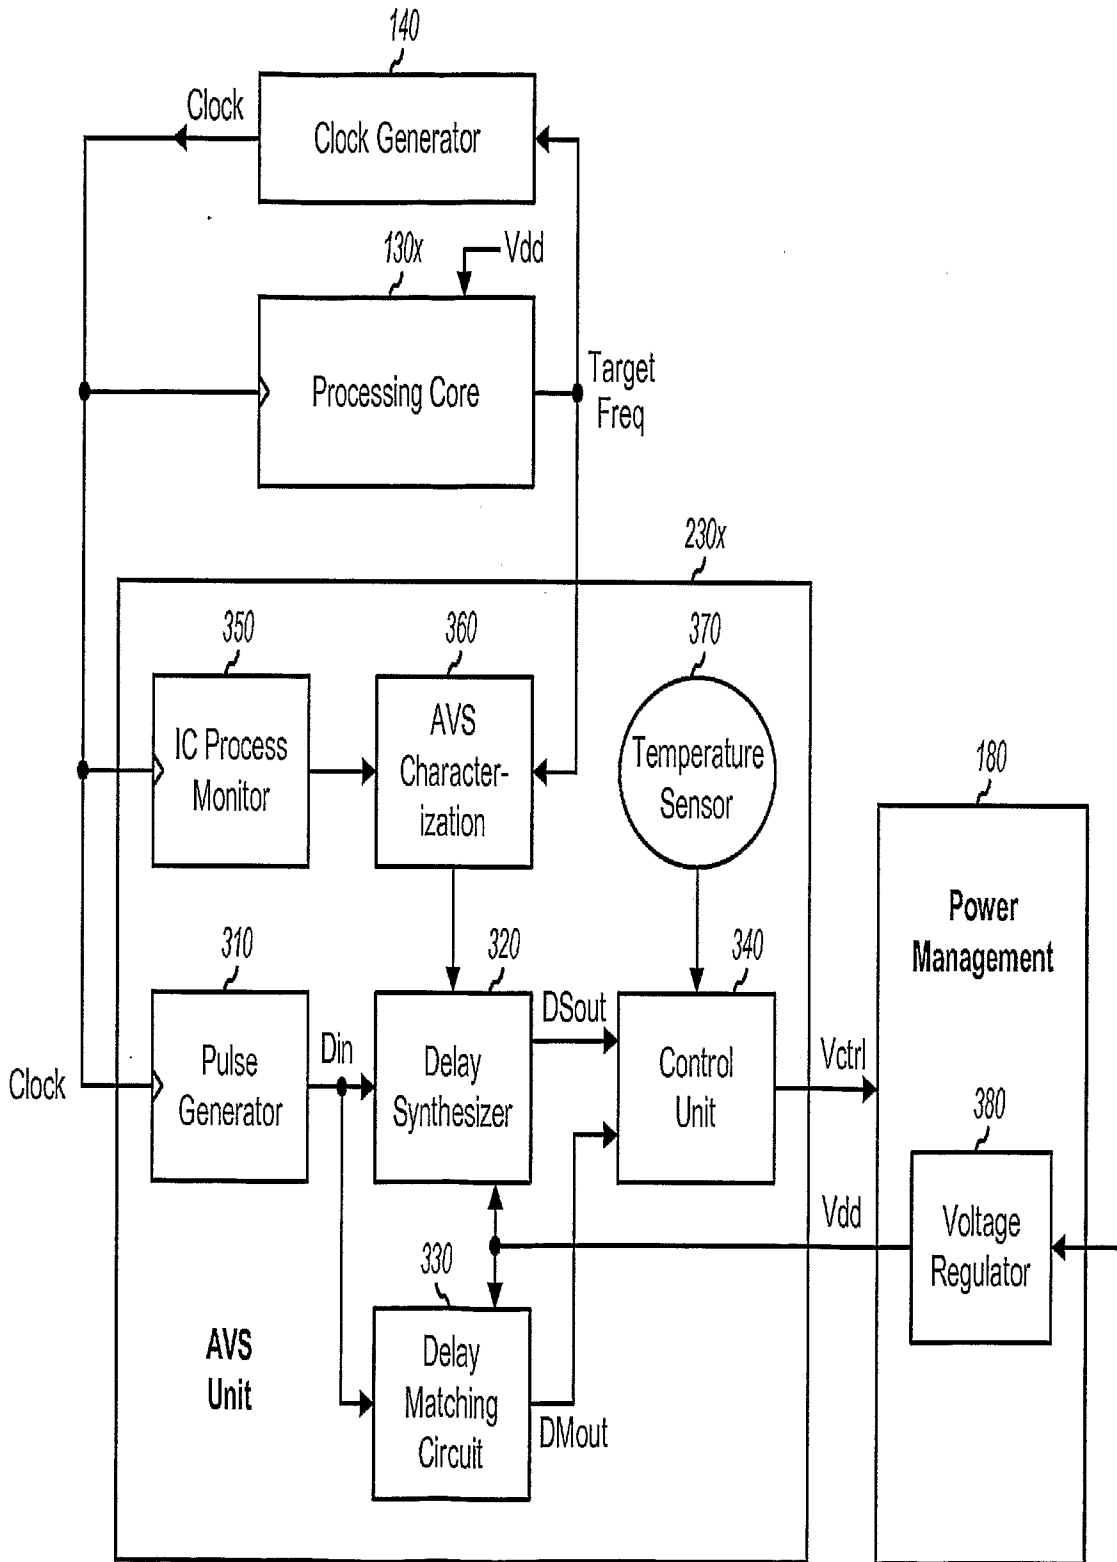 140
Clock
Clock Generator
130x
Vdd
Processing Core
Target
Freq
230x
350
360
370
IC Process
Monitor
AVS
Character-
ization
Temperature
Sensor
180
Power
Management
310
320
340
DSout
Din
Vctrl
Clock
Pulse
Generator
Delay
Synthesizer
Control
Unit
380
Vdd
Voltage
Regulator
330
AVS
Unit
Delay
Matching
Circuit
DMout